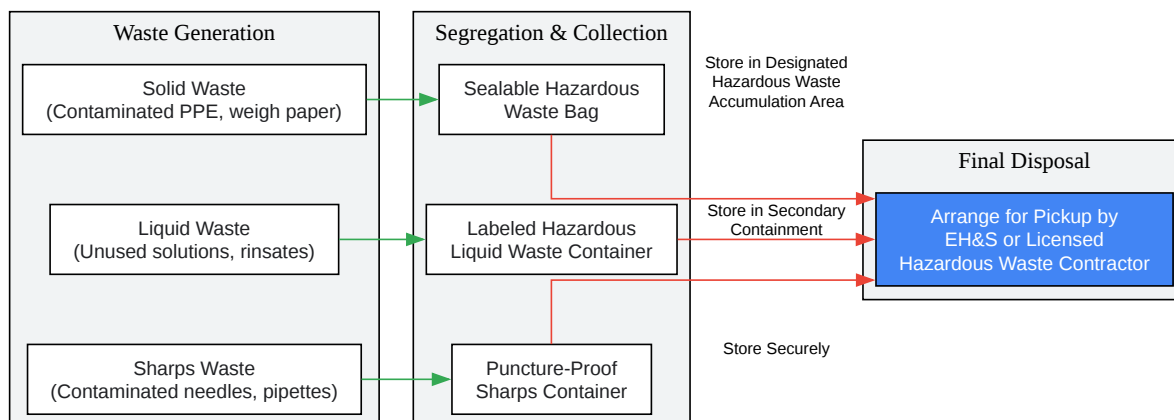 Waste Generation
Solid Waste
(Contaminated PPE, weigh paper)
Liquid Waste
(Unused solutions, rinsates)
Sharps Waste
(Contaminated needles, pipettes)
Segregation & Collection
Sealable Hazardous
Waste Bag
Labeled Hazardous
Liquid Waste Container
Puncture-Proof
Sharps Container
Store in Designated
Hazardous Waste
Accumulation Area
Store in Secondary
Containment
Store Securely
Final Disposal
Arrange for Pickup by
EH&S or Licensed
Hazardous Waste Contractor